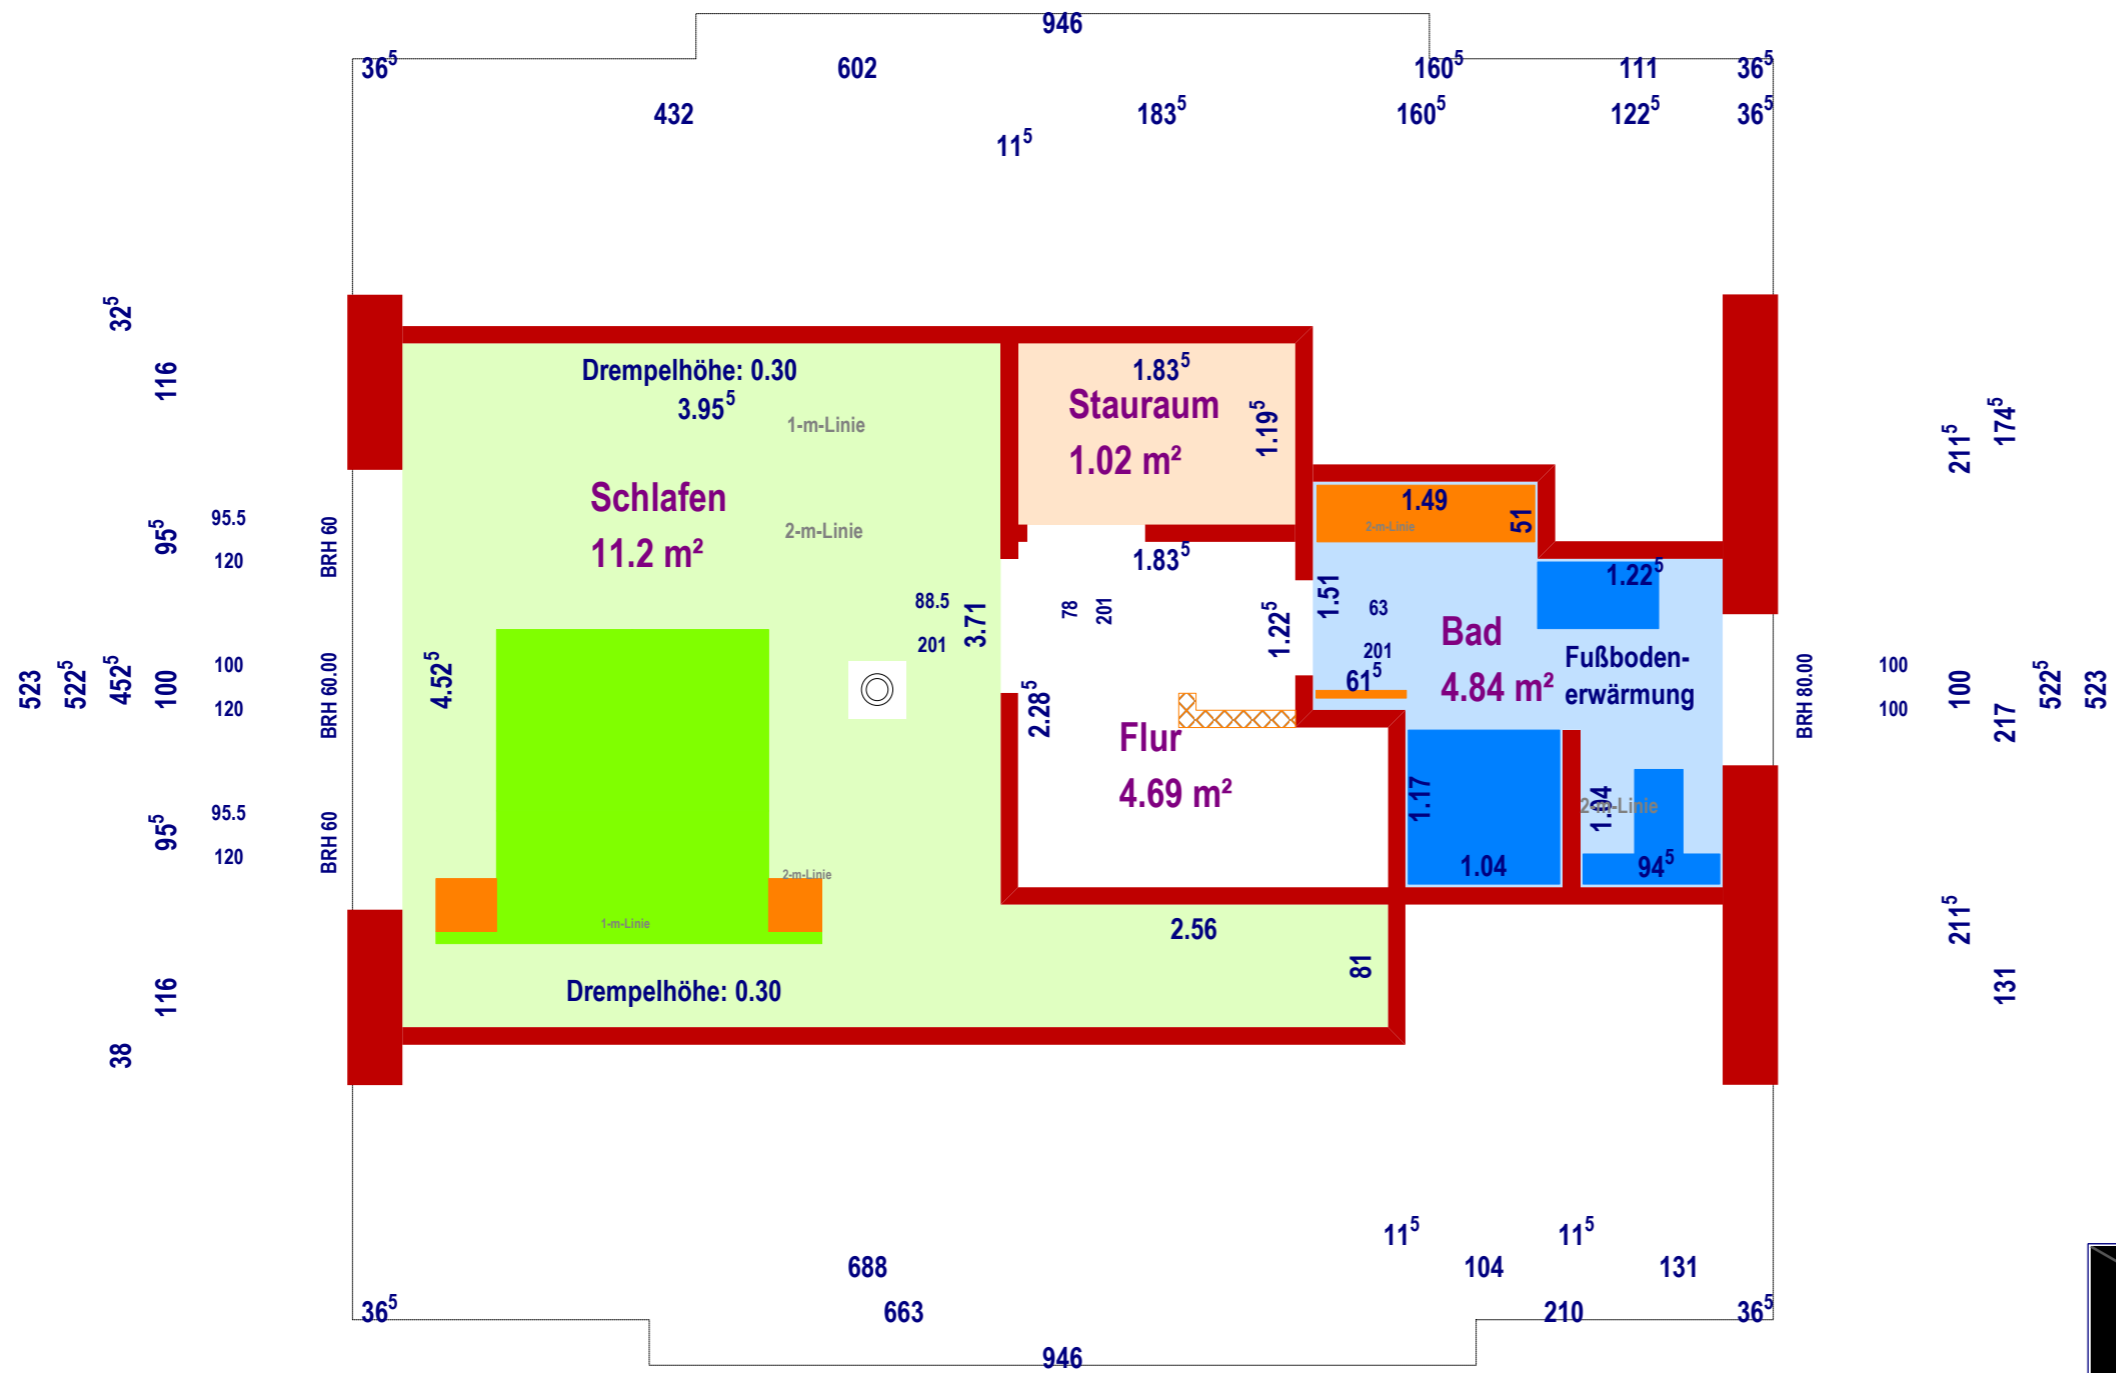 946
36⁵ 602 160⁵ 111 36⁵
432 183⁵ 160⁵ 122⁵ 36⁵
11⁵
32⁵
116
95⁵
95.5
120
BRH 60
523
522⁵
452⁵
100
100
120
BRH 60.00
95⁵
95.5
120
BRH 60
116
38
Drempelhöhe: 0.30
3.95⁵
1-m-Linie
Schlafen
11.2 m²
2-m-Linie
88.5
201
3.71
4.52⁵
2-m-Linie
1-m-Linie
Drempelhöhe: 0.30
1.83⁵
Stauraum
1.02 m²
1.19⁵
1.83⁵
78
201
1.22⁵
2.28⁵
Flur
4.69 m²
2.56
81
1.49
2-m-Linie
51
1.51
63
201
61⁵
Bad
4.84 m²
1.22⁵
Fußboden-
erwärmung
1.17
1.04
2-m-Linie
94⁵
BRH 80.00
100
100
211⁵
174⁵
100
217
522⁵
523
211⁵
131
11⁵ 11⁵
688 104 131
36⁵ 663 210 36⁵
946